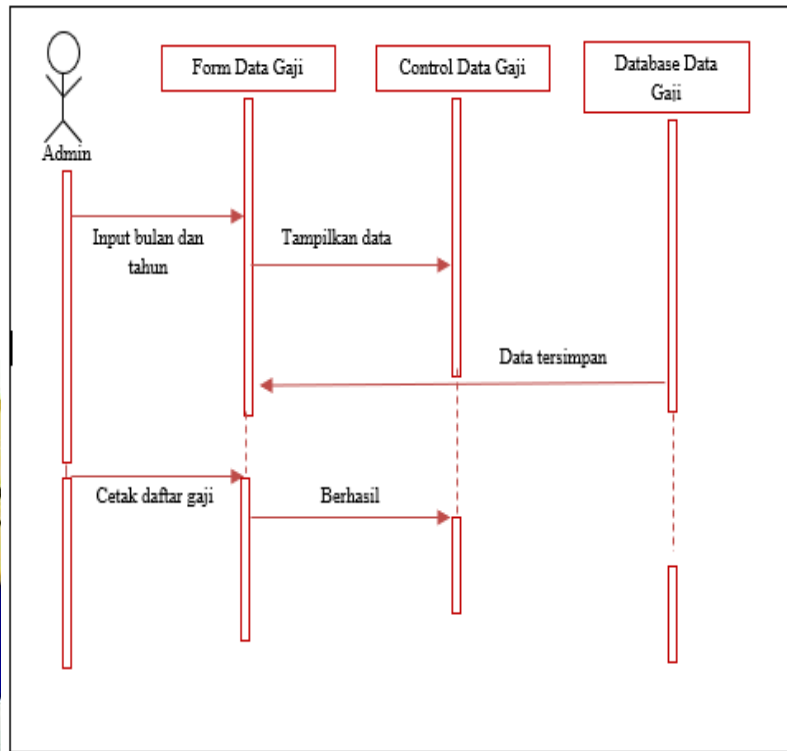 Form Data Gaji
Control Data Gaji
Database Data
Gaji
Admin
Input bulan dan
tahun
Tampilkan data
Data tersimpan
Cetak daftar gaji
Berhasil